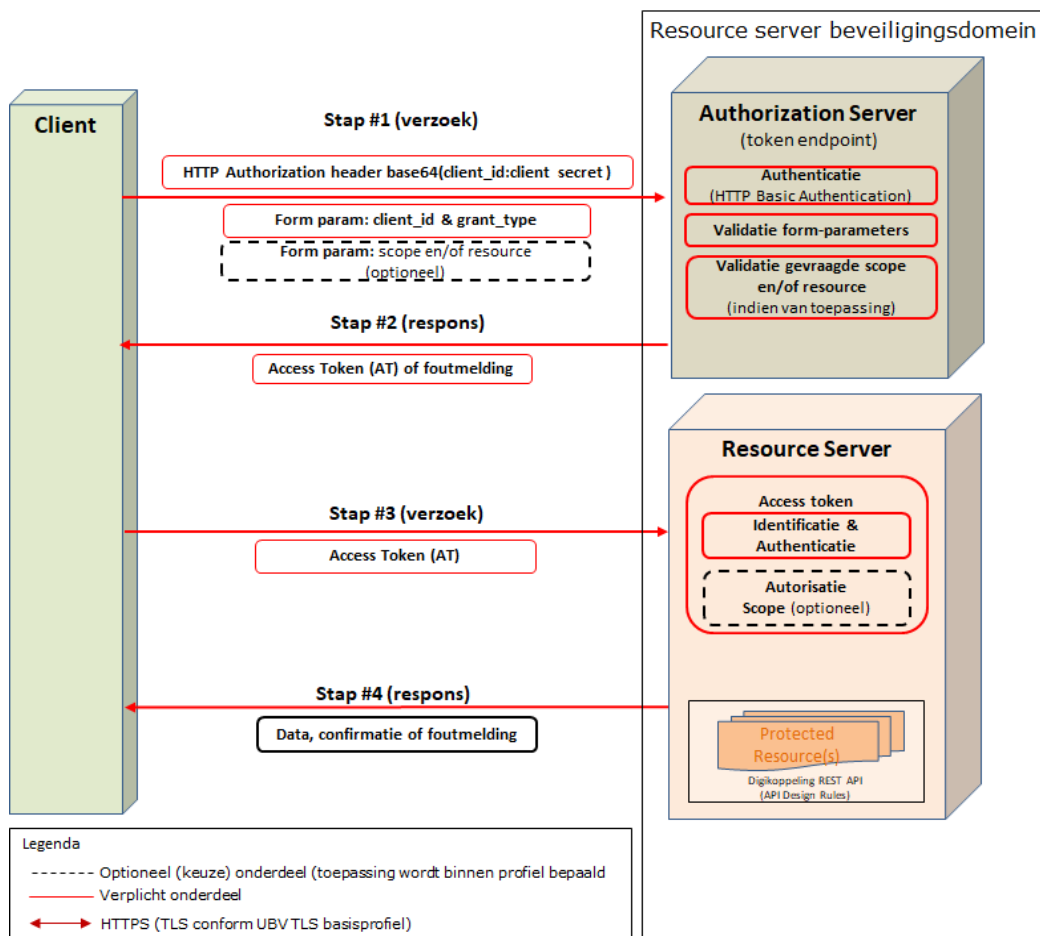 Resource server beveiligingsdomein
Client
Stap #1 (verzoek)
HTTP Authorization header base64(client_id:client secret )
Form param: client_id & grant_type
Form param: scope en/of resource
(optioneel)
Authorization Server
(token endpoint)
Authenticatie
(HTTP Basic Authentication)
Validatie form-parameters
Validatie gevraagde scope
en/of resource
(indien van toepassing)
Stap #2 (respons)
Access Token (AT) of foutmelding
Resource Server
Access token
Identificatie &
Authenticatie
Autorisatie
Scope (optioneel)
Stap #3 (verzoek)
Access Token (AT)
Stap #4 (respons)
Data, confirmatie of foutmelding
Protected
Resource(s)
Digikoppeling REST API
(API Design Rules)
Legenda
Optioneel (keuze) onderdeel (toepassing wordt binnen profiel bepaald
Verplicht onderdeel
HTTPS (TLS conform UBV TLS basisprofiel)